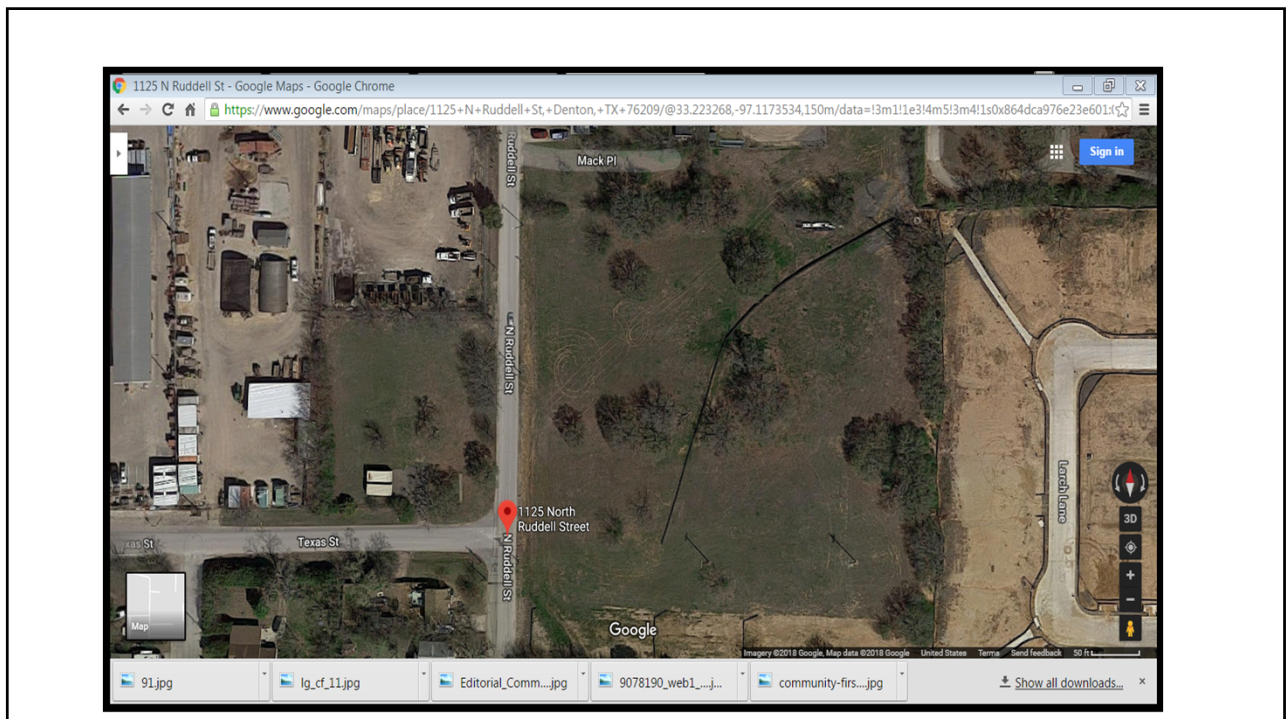 1125 N Ruddell St - Google Maps - Google Chrome
https://www.google.com/maps/place/1125+N+Ruddell+St,+Denton,+TX+76209/@33.223268,-97.1173534,150m/data=!3m1!1e3!4m5!3m4!1s0x864dca976e23e601:
Sign in
Mack Pl
Ruddell St
N Ruddell St
Larch Lane
3D
1125 North
Ruddell Street
xas St
Texas St
N Ruddell St
Map
Google
Imagery ©2018 Google, Map data ©2018 Google United States Terms Send feedback 50 ft
91.jpg
lg_cf_11.jpg
Editorial_Comm....jpg
9078190_web1_....j...
community-firs....jpg
Show all downloads...